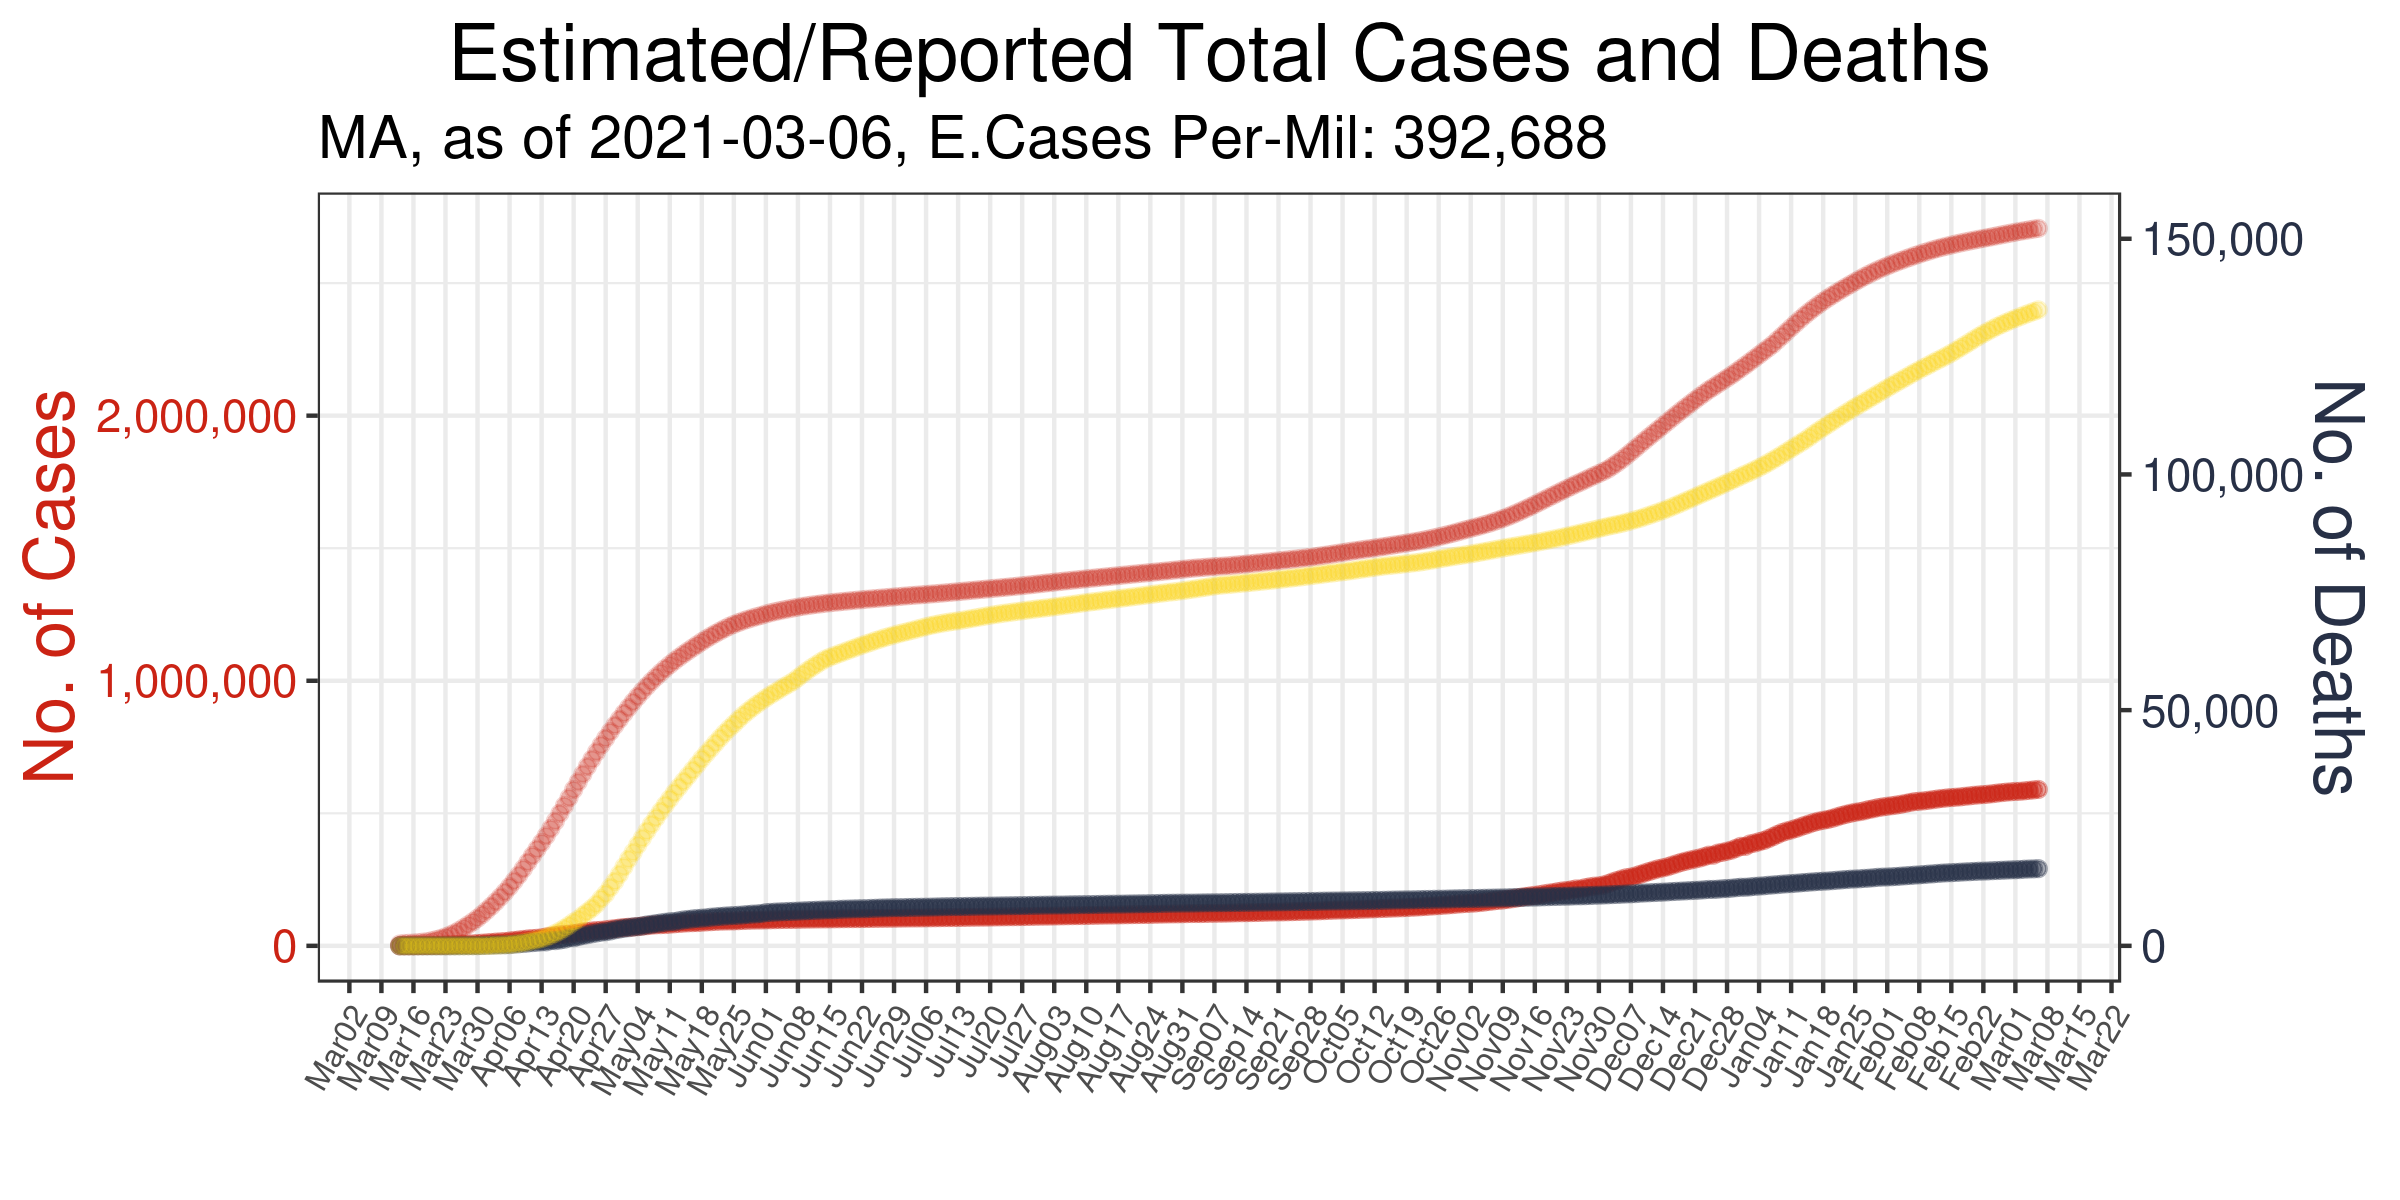 Estimated/Reported Total Cases and Deaths
MA, as of 2021-03-06, E.Cases Per-Mil: 392,688
No. of Cases
2,000,000
1,000,000
0
150,000
100,000
50,000
0
No. of Deaths
Mar02 Mar09 Mar16 Mar23 Mar30 Apr06 Apr13 Apr20 Apr27 May04 May11 May18 May25 Jun01 Jun08 Jun15 Jun22 Jun29 Jul06 Jul13 Jul20 Jul27 Aug03 Aug10 Aug17 Aug24 Aug31 Sep07 Sep14 Sep21 Sep28 Oct05 Oct12 Oct19 Oct26 Nov02 Nov09 Nov16 Nov23 Nov30 Dec07 Dec14 Dec21 Dec28 Jan04 Jan11 Jan18 Jan25 Feb01 Feb08 Feb15 Feb22 Mar01 Mar08 Mar15 Mar22